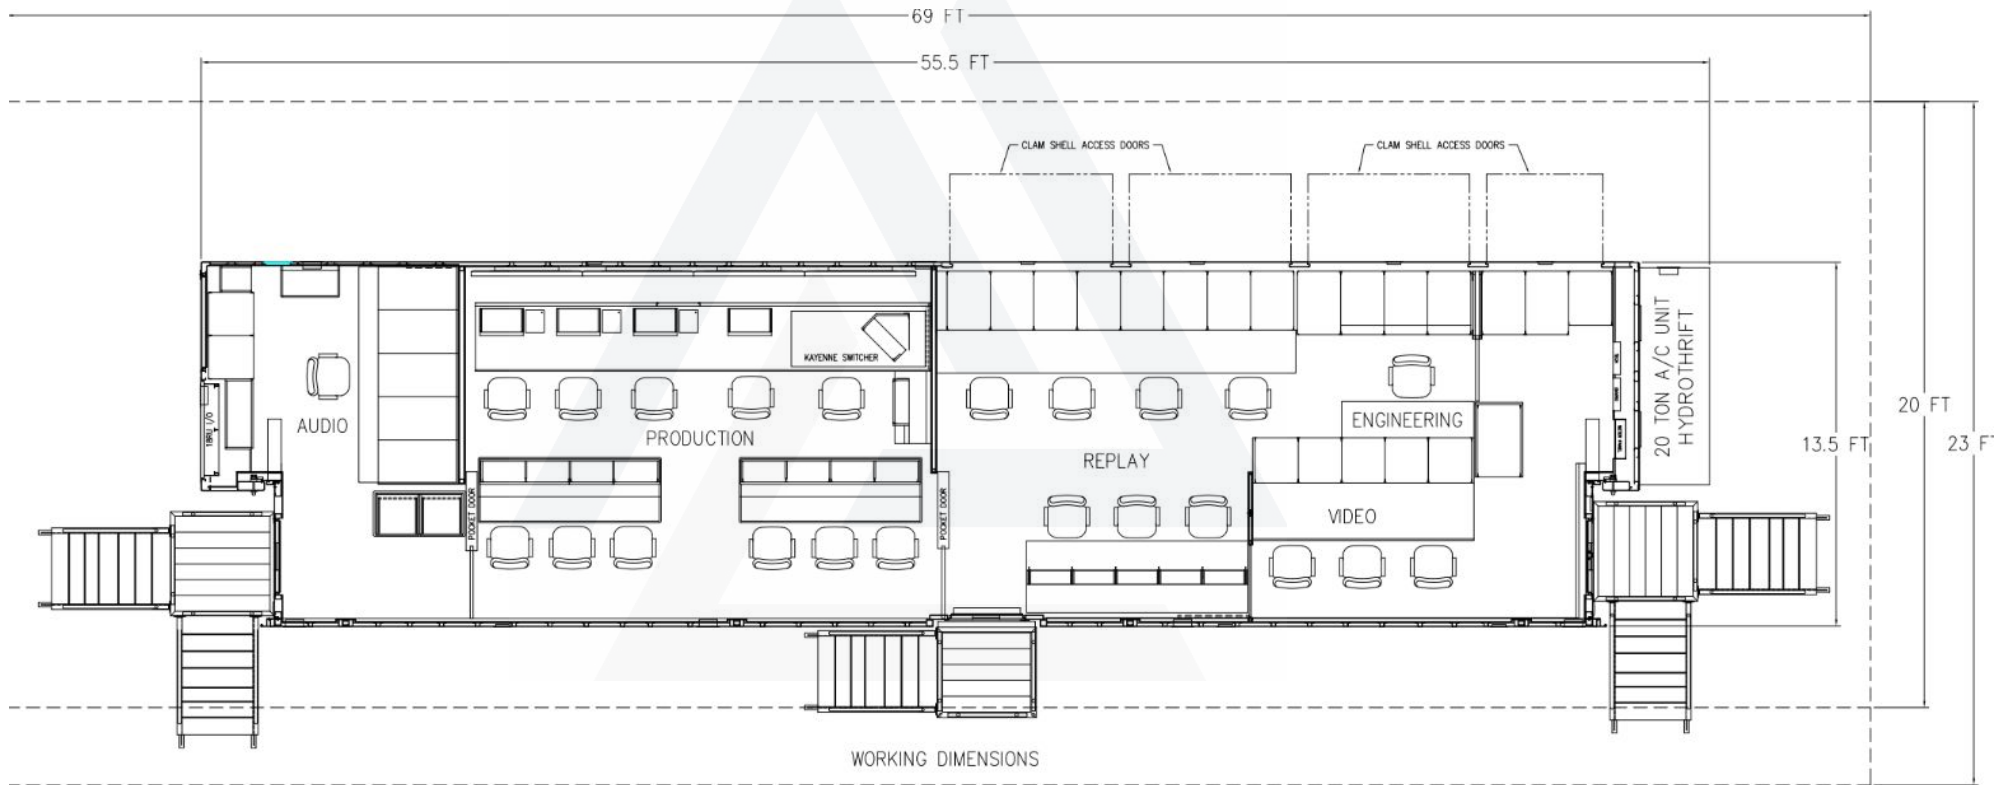 69 FT
55.5 FT
CLAM SHELL ACCESS DOORS
CLAM SHELL ACCESS DOORS
KAYENNE SWITCHER
20 TON A/C UNIT
HYDROTHRIFT
AUDIO
18RU I/O
PRODUCTION
ENGINEERING
REPLAY
20 FT
13.5 FT
23 FT
POCKET DOOR
POCKET DOOR
VIDEO
WORKING DIMENSIONS